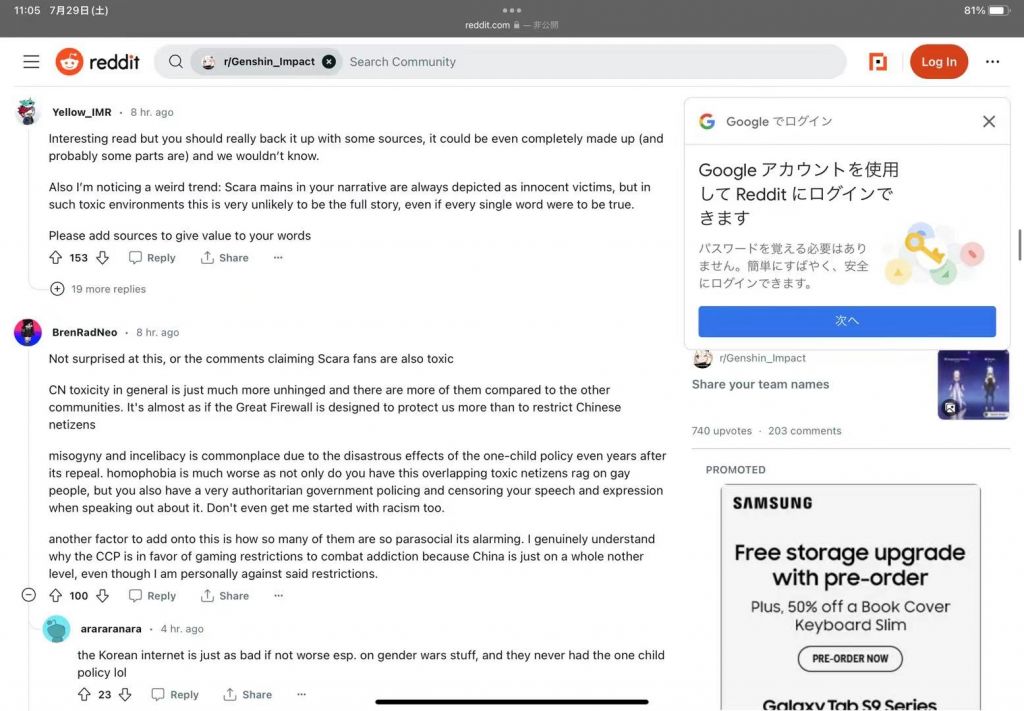 11:05 7月29日(土)
81%
reddit.com — 非公開
reddit
r/Genshin_Impact
Search Community
Log In
Yellow_IMR · 8 hr. ago
Interesting read but you should really back it up with some sources, it could be even completely made up (and
probably some parts are) and we wouldn't know.
Also I'm noticing a weird trend: Scara mains in your narrative are always depicted as innocent victims, but in
such toxic environments this is very unlikely to be the full story, even if every single word were to be true.
Please add sources to give value to your words
153 Reply Share ···
19 more replies
BrenRadNeo · 8 hr. ago
Not surprised at this, or the comments claiming Scara fans are also toxic
CN toxicity in general is just much more unhinged and there are more of them compared to the other
communities. It's almost as if the Great Firewall is designed to protect us more than to restrict Chinese
netizens
misogyny and incelibacy is commonplace due to the disastrous effects of the one-child policy even years after
its repeal. homophobia is much worse as not only do you have this overlapping toxic netizens rag on gay
people, but you also have a very authoritarian government policing and censoring your speech and expression
when speaking out about it. Don't even get me started with racism too.
another factor to add onto this is how so many of them are so parasocial its alarming. I genuinely understand
why the CCP is in favor of gaming restrictions to combat addiction because China is just on a whole nother
level, even though I am personally against said restrictions.
100 Reply Share ···
arararanara · 4 hr. ago
the Korean internet is just as bad if not worse esp. on gender wars stuff, and they never had the one child
policy lol
23 Reply Share ···
Google でログイン
Google アカウントを使用
して Reddit にログインで
きます
パスワードを覚える必要はあり
ません。簡単にすばやく、安全
にログインできます。
次へ
r/Genshin_Impact
Share your team names
740 upvotes · 203 comments
PROMOTED
SAMSUNG
Free storage upgrade
with pre-order
Plus, 50% off a Book Cover
Keyboard Slim
PRE-ORDER NOW
Galaxy Tab S9 Series